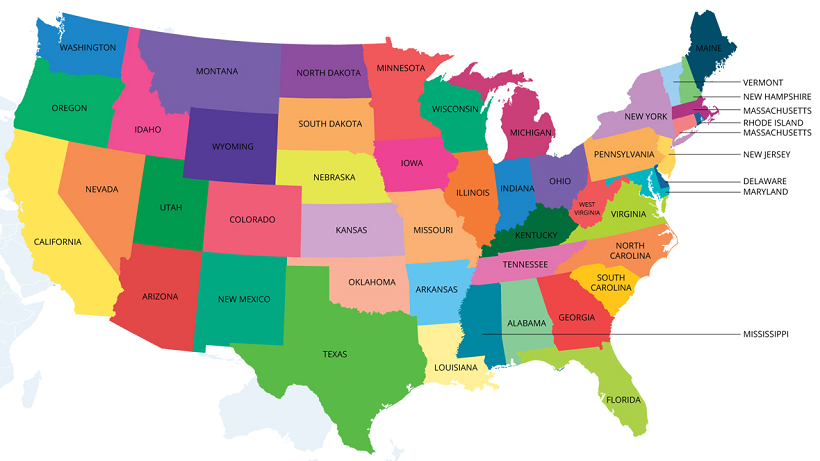 MAINE
WASHINGTON
MONTANA
NORTH DAKOTA
MINNESOTA
VERMONT
NEW HAMPSHIRE
OREGON
WISCONSIN
MASSACHUSETTS
NEW YORK
RHODE ISLAND
SOUTH DAKOTA
IDAHO
MICHIGAN
MASSACHUSETTS
WYOMING
PENNSYLVANIA
NEW JERSEY
IOWA
NEBRASKA
OHIO
DELAWARE
NEVADA
ILLINOIS
INDIANA
MARYLAND
UTAH
WEST
VIRGINIA
VIRGINIA
COLORADO
KANSAS
MISSOURI
KENTUCKY
CALIFORNIA
NORTH
CAROLINA
TENNESSEE
SOUTH
CAROLINA
OKLAHOMA
ARKANSAS
ARIZONA
NEW MEXICO
GEORGIA
ALABAMA
MISSISSIPPI
TEXAS
LOUISIANA
FLORIDA